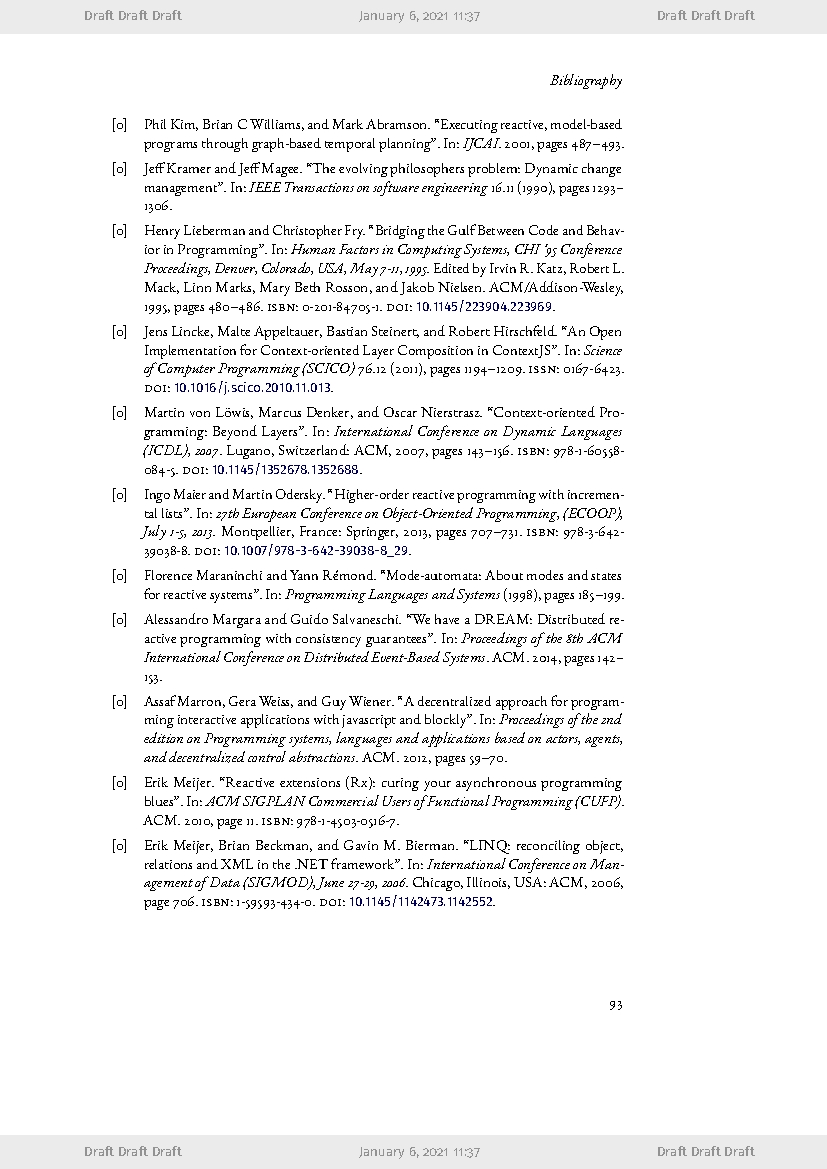 Draft Draft Draft January 6, 2021 11:37 Draft Draft Draft
Bibliography
[0] Phil Kim, Brian C Williams, and Mark Abramson. “Executing reactive, model-based
programs through graph-based temporal planning”. In: IJCAI. 2001, pages 487–493.
[0] Jeff Kramer and Jeff Magee. “The evolving philosophers problem: Dynamic change
management”. In: IEEE Transactions on software engineering 16.11 (1990), pages 1293–
1306.
[0] Henry Lieberman and Christopher Fry. “Bridging the Gulf Between Code and Behav-
ior in Programming”. In: Human Factors in Computing Systems, CHI ’95 Conference
Proceedings, Denver, Colorado, USA, May 7-11, 1995. Edited by Irvin R. Katz, Robert L.
Mack, Linn Marks, Mary Beth Rosson, and Jakob Nielsen. ACM/Addison-Wesley,
1995, pages 480–486. ISBN: 0-201-84705-1. DOI: 10.1145/223904.223969.
[0] Jens Lincke, Malte Appeltauer, Bastian Steinert, and Robert Hirschfeld. “An Open
Implementation for Context-oriented Layer Composition in ContextJS”. In: Science
of Computer Programming (SCICO) 76.12 (2011), pages 1194–1209. ISSN: 0167-6423.
DOI: 10.1016/j.scico.2010.11.013.
[0] Martin von Löwis, Marcus Denker, and Oscar Nierstrasz. “Context-oriented Pro-
gramming: Beyond Layers”. In: International Conference on Dynamic Languages
(ICDL), 2007. Lugano, Switzerland: ACM, 2007, pages 143–156. ISBN: 978-1-60558-
084-5. DOI: 10.1145/1352678.1352688.
[0] Ingo Maier and Martin Odersky. “Higher-order reactive programming with incremen-
tal lists”. In: 27th European Conference on Object-Oriented Programming, (ECOOP),
July 1-5, 2013. Montpellier, France: Springer, 2013, pages 707–731. ISBN: 978-3-642-
39038-8. DOI: 10.1007/978-3-642-39038-8_29.
[0] Florence Maraninchi and Yann Rémond. “Mode-automata: About modes and states
for reactive systems”. In: Programming Languages and Systems (1998), pages 185–199.
[0] Alessandro Margara and Guido Salvaneschi. “We have a DREAM: Distributed re-
active programming with consistency guarantees”. In: Proceedings of the 8th ACM
International Conference on Distributed Event-Based Systems. ACM. 2014, pages 142–
153.
[0] Assaf Marron, Gera Weiss, and Guy Wiener. “A decentralized approach for program-
ming interactive applications with javascript and blockly”. In: Proceedings of the 2nd
edition on Programming systems, languages and applications based on actors, agents,
and decentralized control abstractions. ACM. 2012, pages 59–70.
[0] Erik Meijer. “Reactive extensions (Rx): curing your asynchronous programming
blues”. In: ACM SIGPLAN Commercial Users of Functional Programming (CUFP).
ACM. 2010, page 11. ISBN: 978-1-4503-0516-7.
[0] Erik Meijer, Brian Beckman, and Gavin M. Bierman. “LINQ: reconciling object,
relations and XML in the .NET framework”. In: International Conference on Man-
agement of Data (SIGMOD), June 27-29, 2006. Chicago, Illinois, USA: ACM, 2006,
page 706. ISBN: 1-59593-434-0. DOI: 10.1145/1142473.1142552.
93
Draft Draft Draft January 6, 2021 11:37 Draft Draft Draft